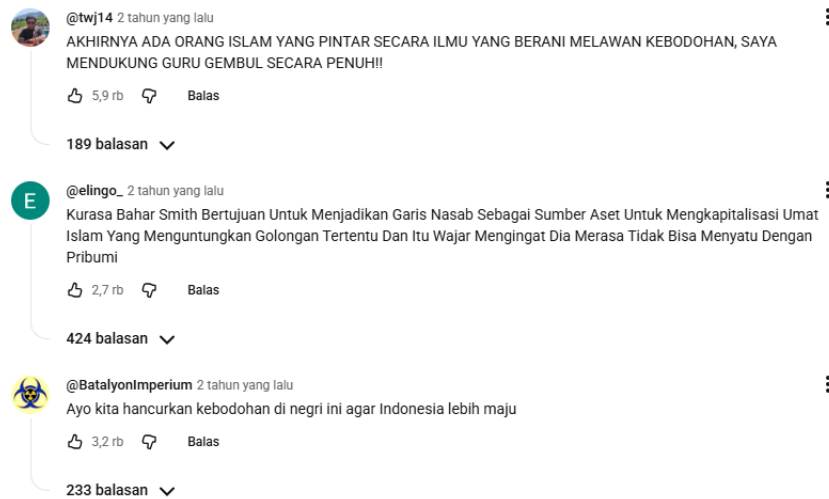 @twj14 2 tahun yang lalu
AKHIRNYA ADA ORANG ISLAM YANG PINTAR SECARA ILMU YANG BERANI MELAWAN KEBODOHAN, SAYA
MENDUKUNG GURU GEMBUL SECARA PENUH!!
5,9 rb Balas
189 balasan
E
@elingo_ 2 tahun yang lalu
Kurasa Bahar Smith Bertujuan Untuk Menjadikan Garis Nasab Sebagai Sumber Aset Untuk Mengkapitalisasi Umat
Islam Yang Menguntungkan Golongan Tertentu Dan Itu Wajar Mengingat Dia Merasa Tidak Bisa Menyatu Dengan
Pribumi
2,7 rb Balas
424 balasan
@BatalyonImperium 2 tahun yang lalu
Ayo kita hancurkan kebodohan di negri ini agar Indonesia lebih maju
3,2 rb Balas
233 balasan